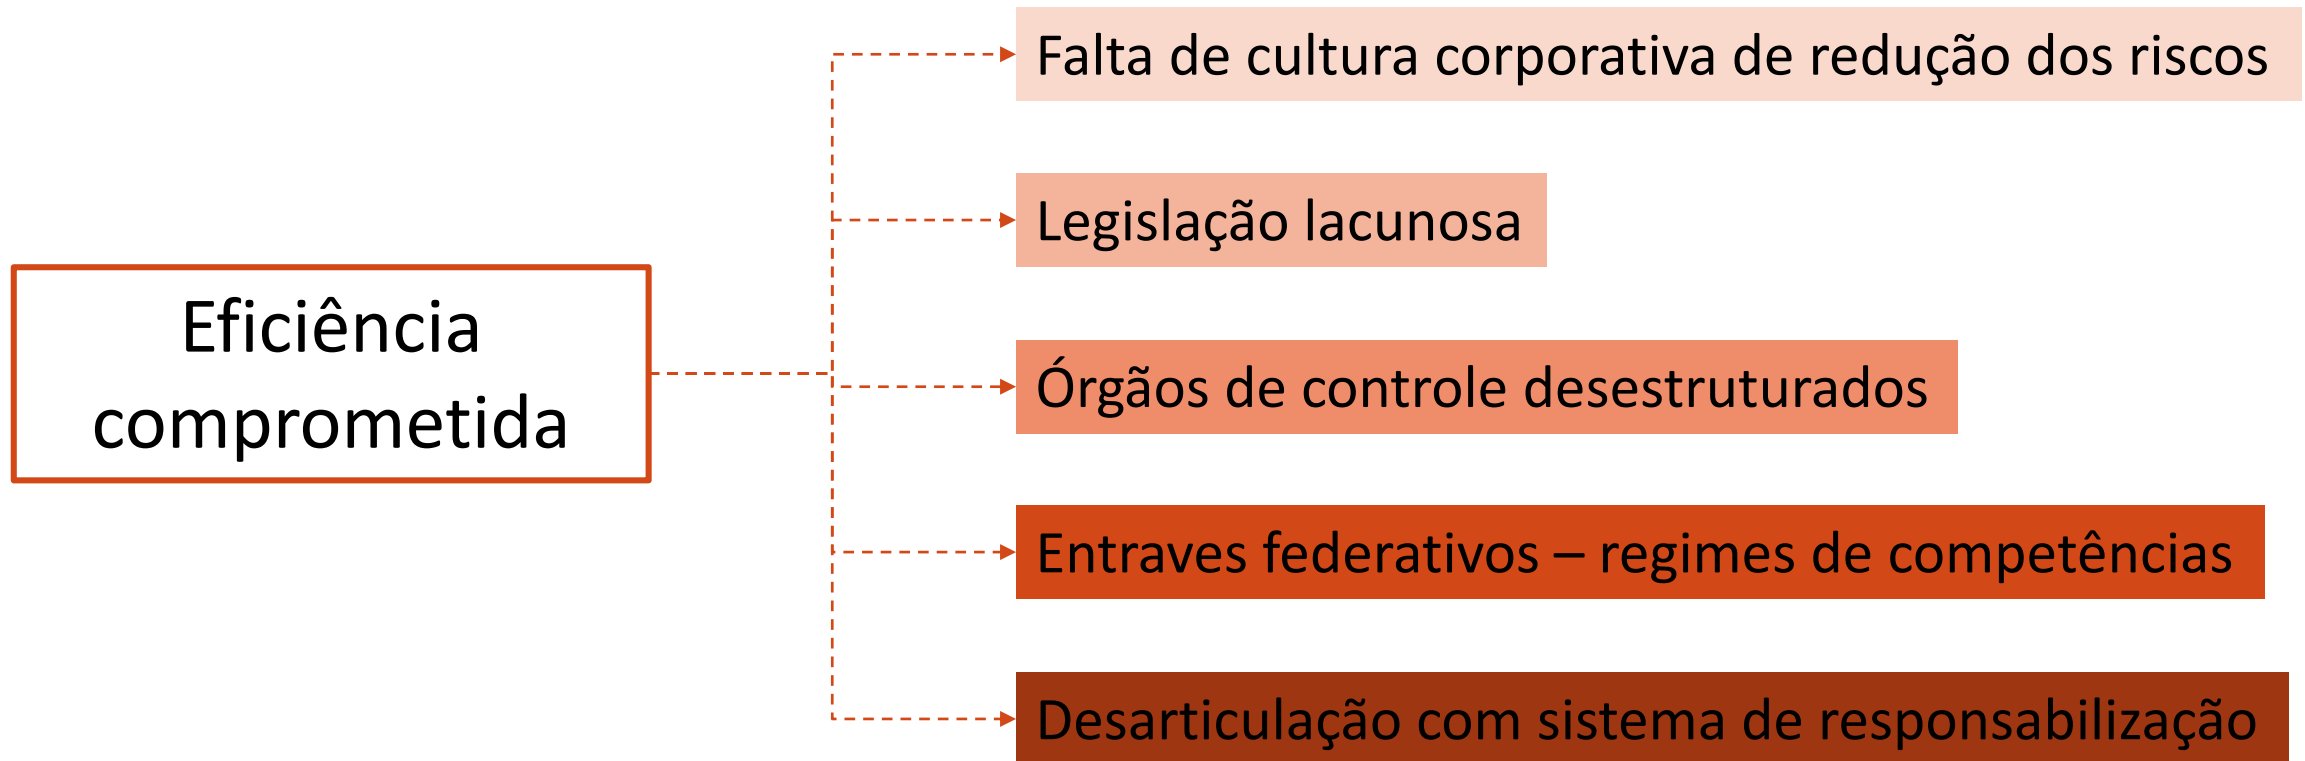 Eficiência
comprometida
Falta de cultura corporativa de redução dos riscos
Legislação lacunosa
Órgãos de controle desestruturados
Entraves federativos – regimes de competências
Desarticulação com sistema de responsabilização